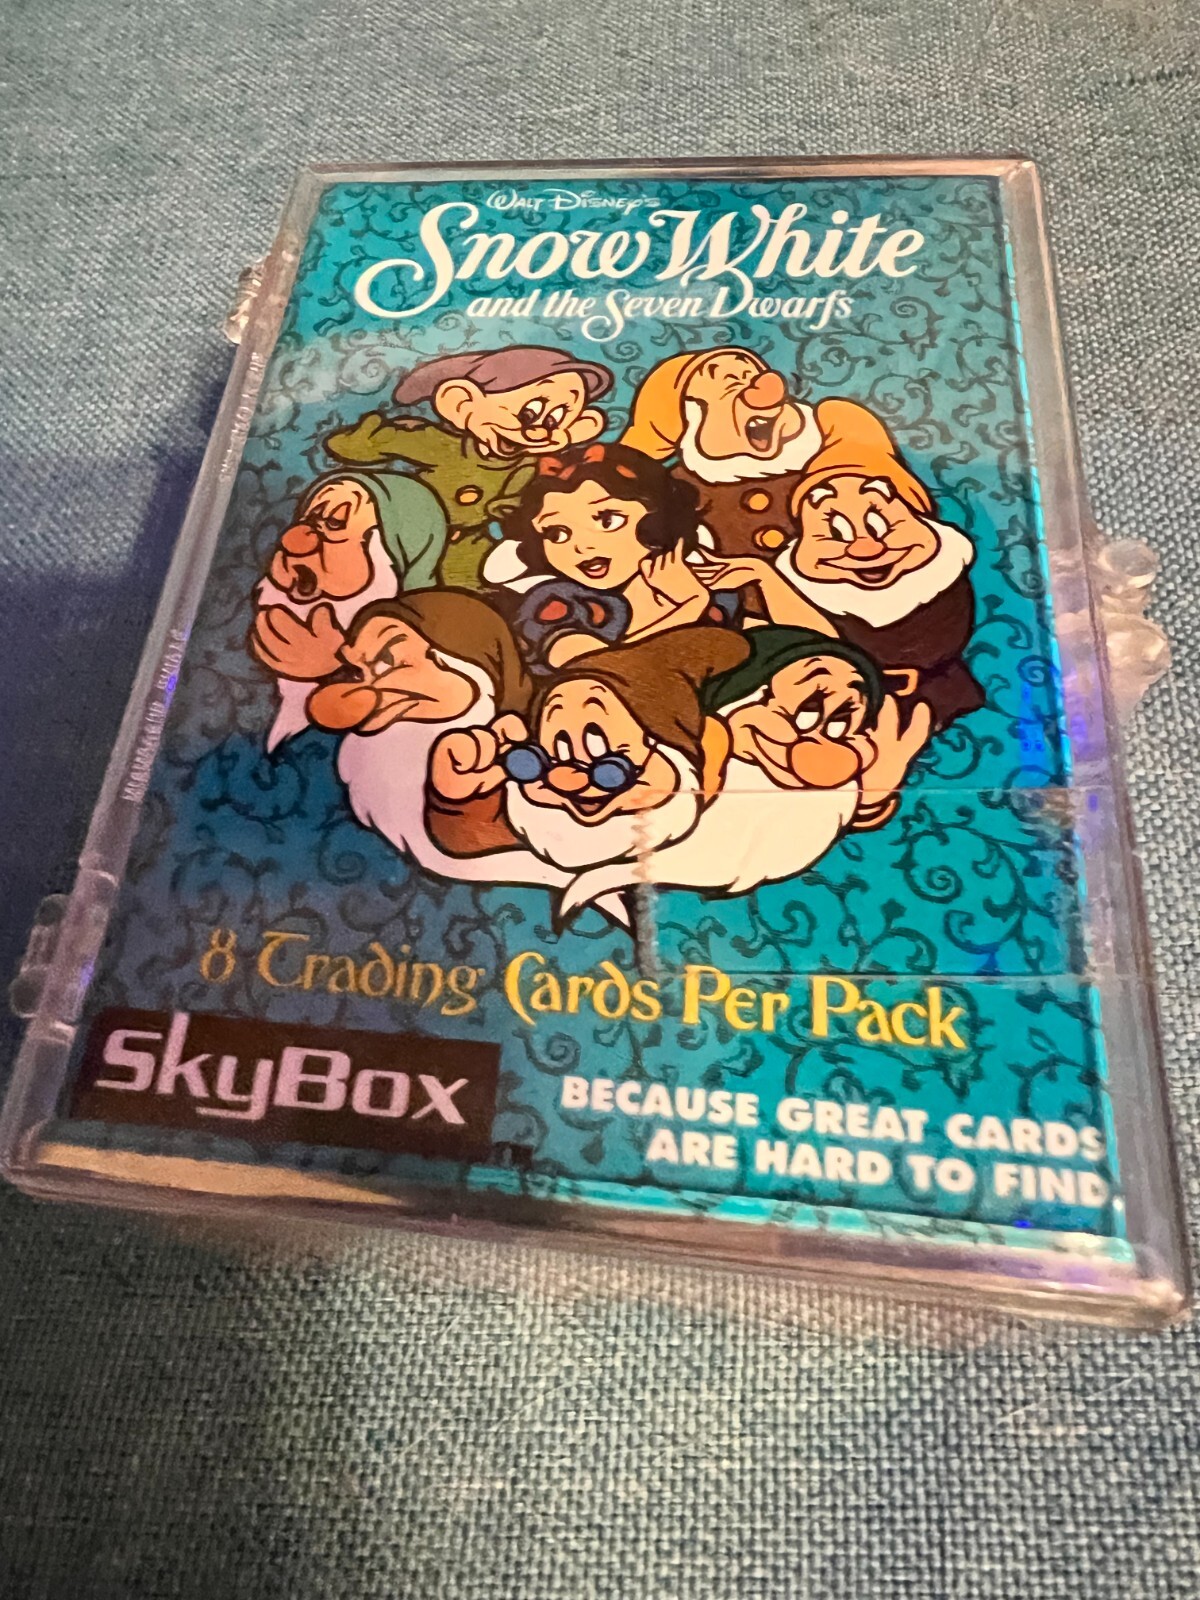 Walt Disney's
Snow White
and the Seven Dwarfs
8 Trading Cards Per Pack
SkyBox
BECAUSE GREAT CARDS
ARE HARD TO FIND.